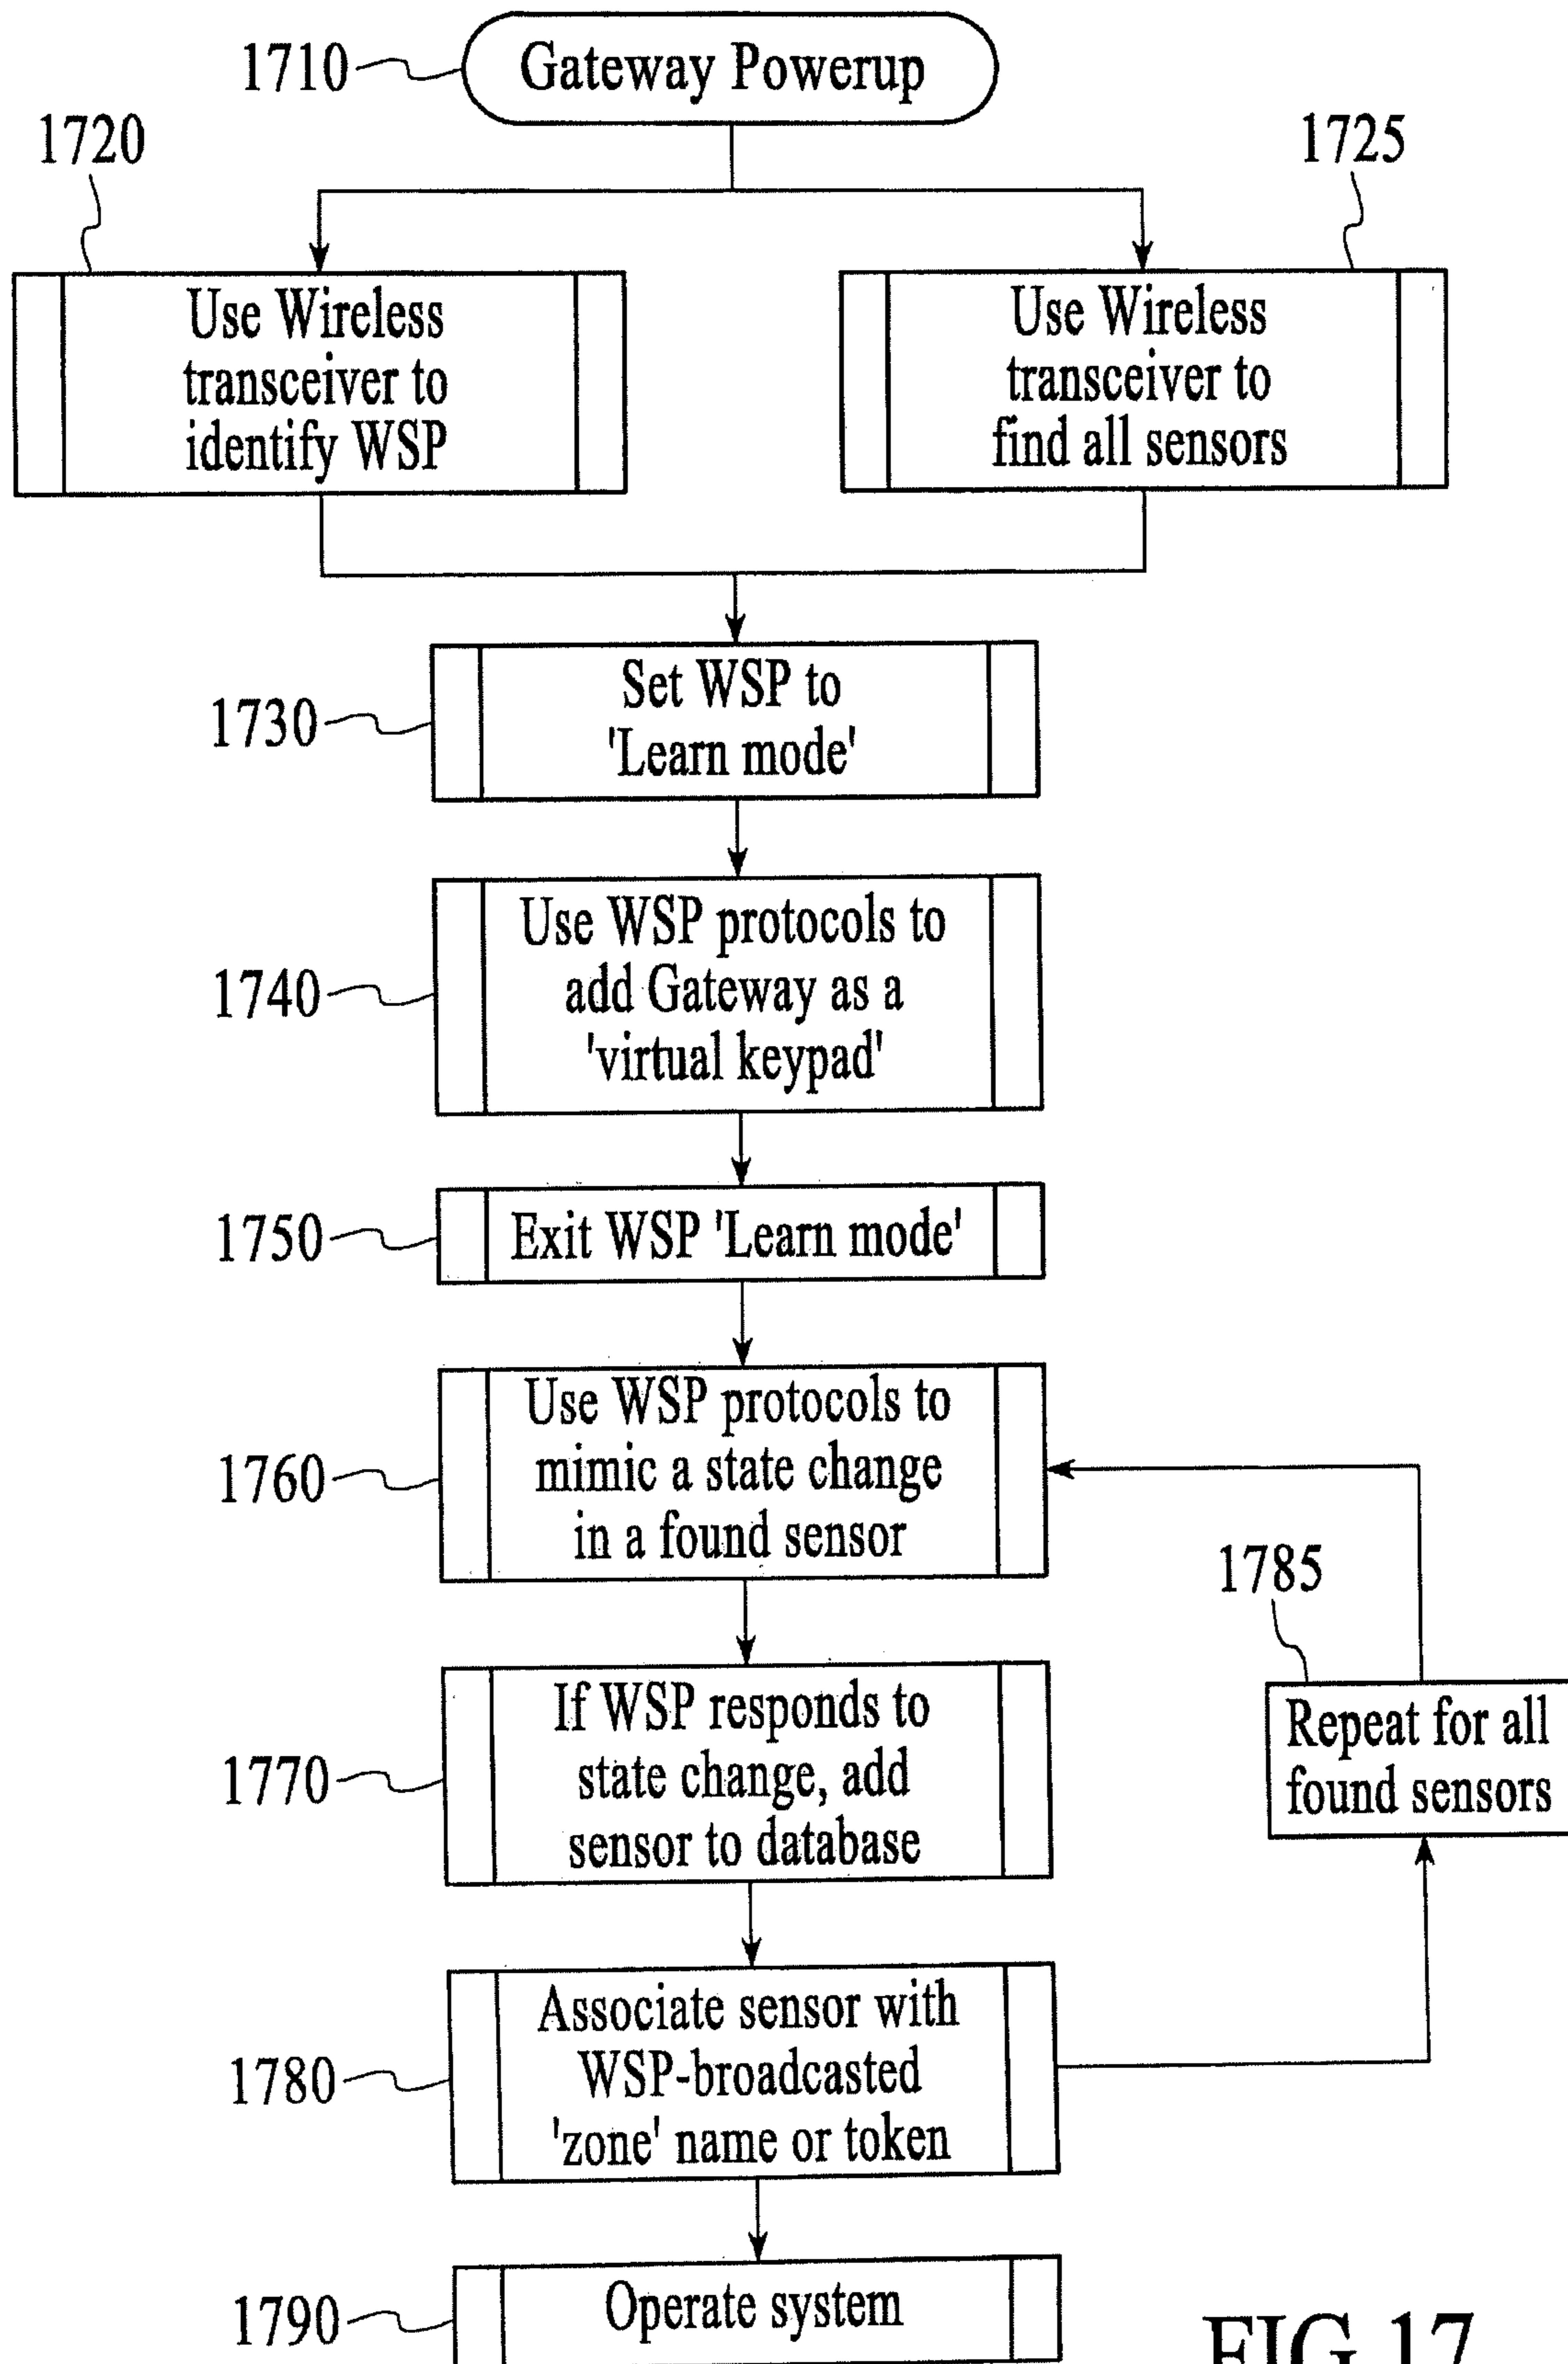 1710
Gateway Powerup
1720
1725
Use Wireless
transceiver to
identify WSP
Use Wireless
transceiver to
find all sensors
1730
Set WSP to
'Learn mode'
1740
Use WSP protocols to
add Gateway as a
'virtual keypad'
1750
Exit WSP 'Learn mode'
1760
Use WSP protocols to
mimic a state change
in a found sensor
1785
Repeat for all
found sensors
1770
If WSP responds to
state change, add
sensor to database
1780
Associate sensor with
WSP-broadcasted
'zone' name or token
1790
Operate system
FIG.17